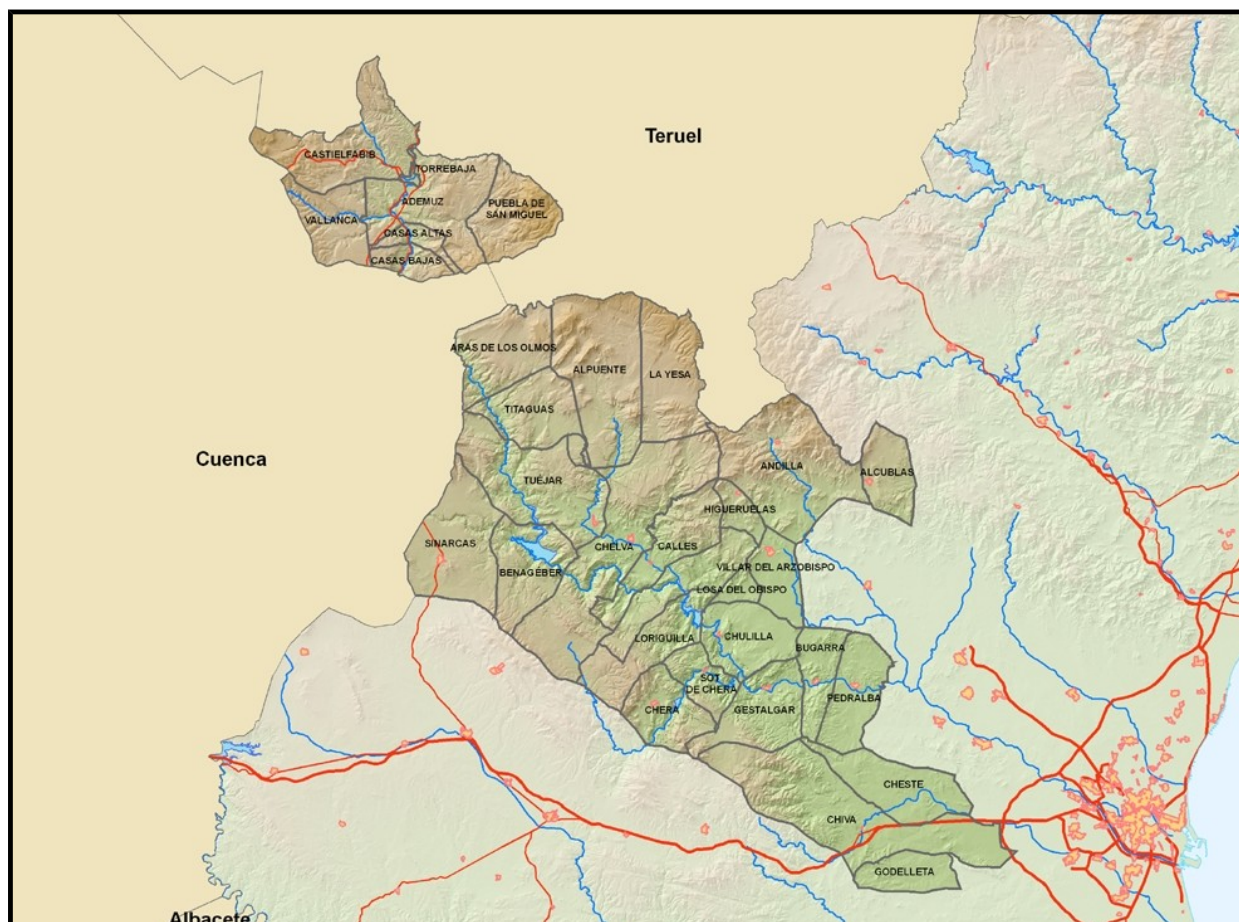 Teruel
CASTIELFABIB
TORREBAJA
ADEMUZ
PUEBLA DE
SAN MIGUEL
VALLANCA
CASAS ALTAS
CASAS BAJAS
ARAS DE LOS OLMOS
ALPUENTE
LA YESA
TITAGUAS
Cuenca
ANDILLA
ALCUBLAS
TUÉJAR
HIGUERUELAS
SINARCAS
CHELVA
CALLES
BENAGÉBER
VILLAR DEL ARZOBISPO
LOSA DEL OBISPO
LORIGUILLA
CHULILLA
BUGARRA
SOT
DE CHERA
PEDRALBA
CHERA
GESTALGAR
CHESTE
CHIVA
GODELLETA
Albacete